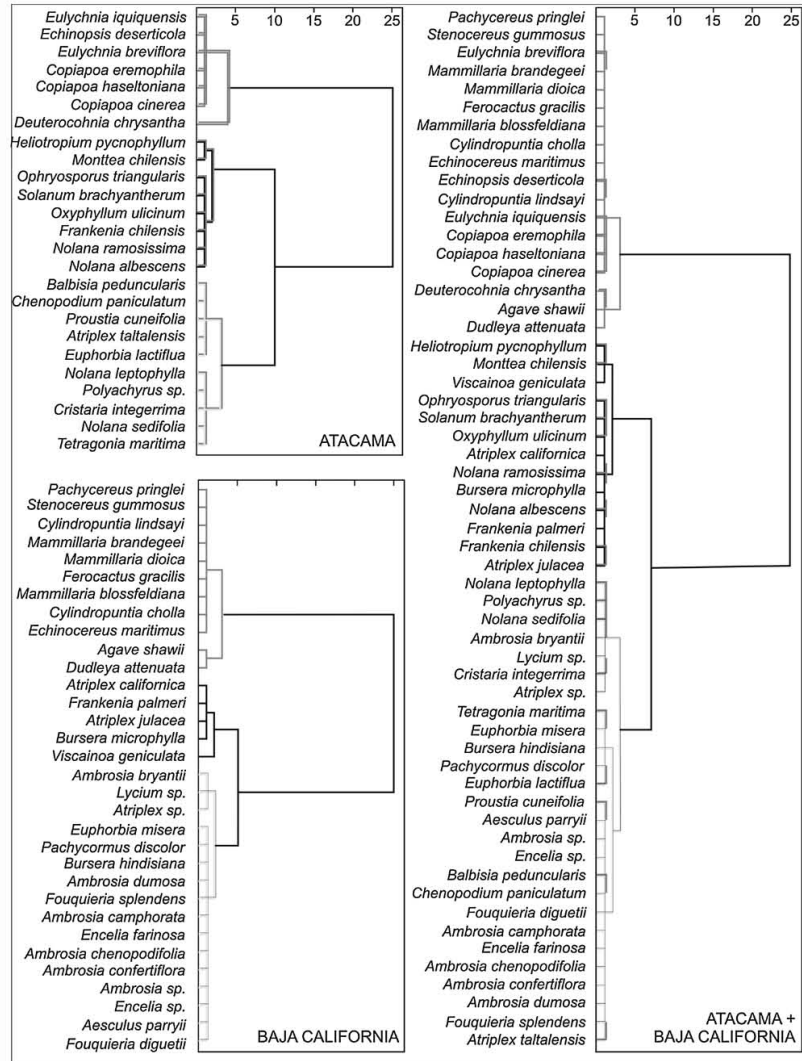 5 10 15 20 25
Eulychnia iquiquensis
Echinopsis deserticola
Eulychnia breviflora
Copiapoa eremophila
Copiapoa haseltoniana
Copiapoa cinerea
Deuterocohnia chrysantha
Heliotropium pycnophyllum
Monttea chilensis
Ophryosporus triangularis
Solanum brachyantherum
Oxyphyllum ulicinum
Frankenia chilensis
Nolana ramosissima
Nolana albescens
Balbisia peduncularis
Chenopodium paniculatum
Proustia cuneifolia
Atriplex taltalensis
Euphorbia lactiflua
Nolana leptophylla
Polyachyrus sp.
Cristaria integerrima
Nolana sedifolia
Tetragonia maritima
ATACAMA
Pachycereus pringlei
Stenocereus gummosus
Cylindropuntia lindsayi
Mammillaria brandegeei
Mammillaria dioica
Ferocactus gracilis
Mammillaria blossfeldiana
Cylindropuntia cholla
Echinocereus maritimus
Agave shawii
Dudleya attenuata
Atriplex californica
Frankenia palmeri
Atriplex julacea
Bursera microphylla
Viscainoa geniculata
Ambrosia bryantii
Lycium sp.
Atriplex sp.
Euphorbia misera
Pachycormus discolor
Bursera hindisiana
Ambrosia dumosa
Fouquieria splendens
Ambrosia camphorata
Encelia farinosa
Ambrosia chenopodifolia
Ambrosia confertiflora
Ambrosia sp.
Encelia sp.
Aesculus parryii
Fouquieria diguetii
BAJA CALIFORNIA
5 10 15 20 25
Pachycereus pringlei
Stenocereus gummosus
Eulychnia breviflora
Mammillaria brandegeei
Mammillaria dioica
Ferocactus gracilis
Mammillaria blossfeldiana
Cylindropuntia cholla
Echinocereus maritimus
Echinopsis deserticola
Cylindropuntia lindsayi
Eulychnia iquiquensis
Copiapoa eremophila
Copiapoa haseltoniana
Copiapoa cinerea
Deuterocohnia chrysantha
Agave shawii
Dudleya attenuata
Heliotropium pycnophyllum
Monttea chilensis
Viscainoa geniculata
Ophryosporus triangularis
Solanum brachyantherum
Oxyphyllum ulicinum
Atriplex californica
Nolana ramosissima
Bursera microphylla
Nolana albescens
Frankenia palmeri
Frankenia chilensis
Atriplex julacea
Nolana leptophylla
Polyachyrus sp.
Nolana sedifolia
Ambrosia bryantii
Lycium sp.
Cristaria integerrima
Atriplex sp.
Tetragonia maritima
Euphorbia misera
Bursera hindisiana
Pachycormus discolor
Euphorbia lactiflua
Proustia cuneifolia
Aesculus parryii
Ambrosia sp.
Encelia sp.
Balbisia peduncularis
Chenopodium paniculatum
Fouquieria diguetii
Ambrosia camphorata
Encelia farinosa
Ambrosia chenopodifolia
Ambrosia confertiflora
Ambrosia dumosa
Fouquieria splendens
Atriplex taltalensis
ATACAMA +
BAJA CALIFORNIA